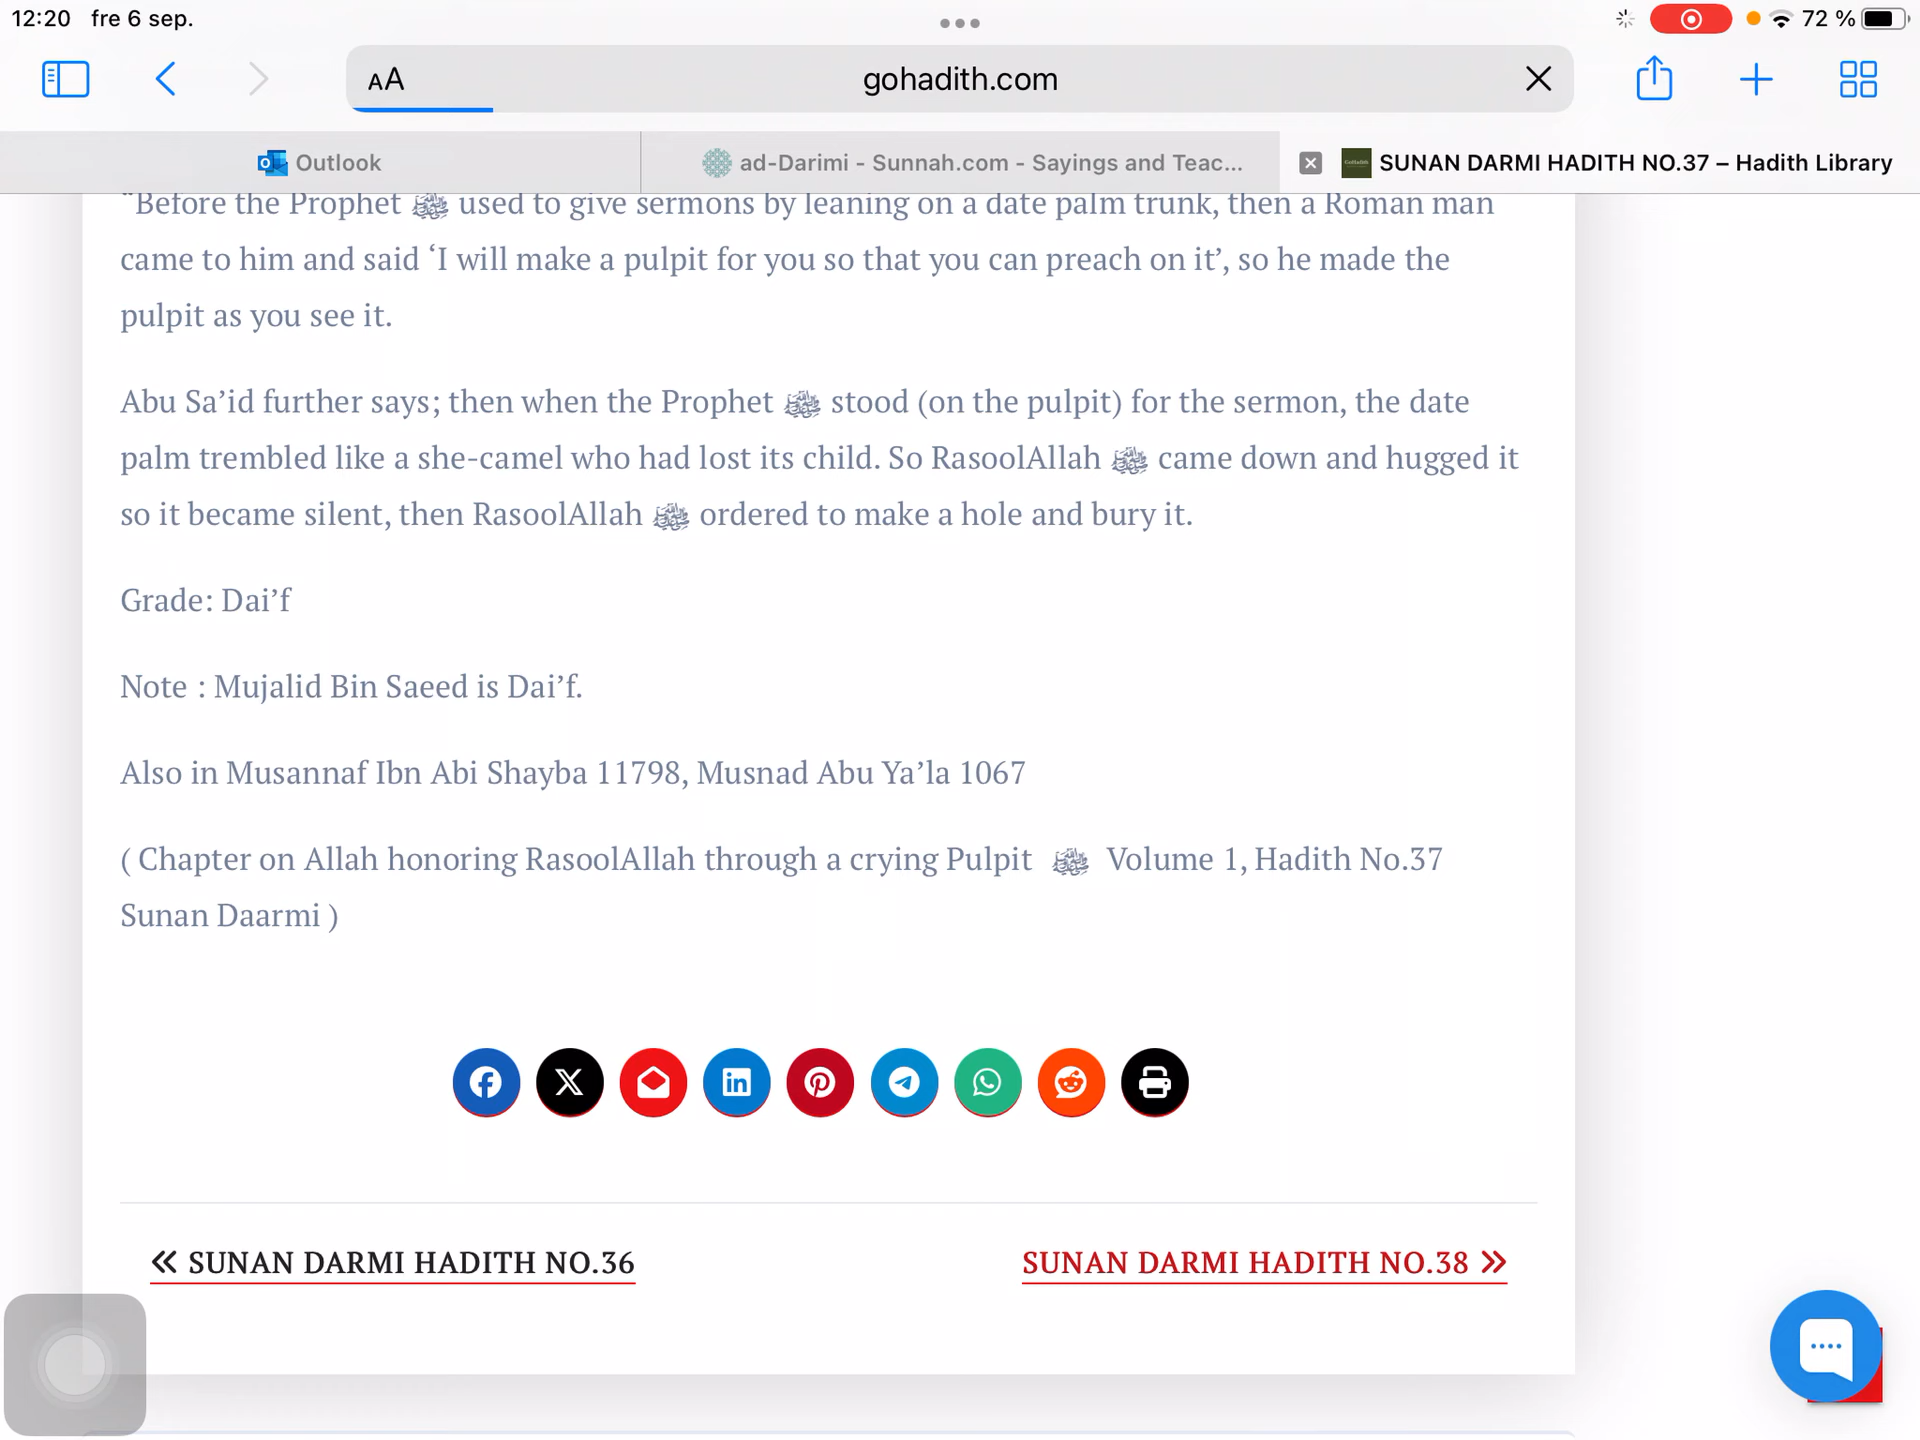 12:20 fre 6 sep.
72 %
AA gohadith.com
Outlook
ad-Darimi - Sunnah.com - Sayings and Teac...
SUNAN DARMI HADITH NO.37 – Hadith Library
“Before the Prophet ﷺ used to give sermons by leaning on a date palm trunk, then a Roman man
came to him and said ‘I will make a pulpit for you so that you can preach on it’, so he made the
pulpit as you see it.
Abu Sa’id further says; then when the Prophet ﷺ stood (on the pulpit) for the sermon, the date
palm trembled like a she-camel who had lost its child. So RasoolAllah ﷺ came down and hugged it
so it became silent, then RasoolAllah ﷺ ordered to make a hole and bury it.
Grade: Dai’f
Note : Mujalid Bin Saeed is Dai’f.
Also in Musannaf Ibn Abi Shayba 11798, Musnad Abu Ya’la 1067
( Chapter on Allah honoring RasoolAllah through a crying Pulpit ﷺ Volume 1, Hadith No.37
Sunan Daarmi )
« SUNAN DARMI HADITH NO.36
SUNAN DARMI HADITH NO.38 »